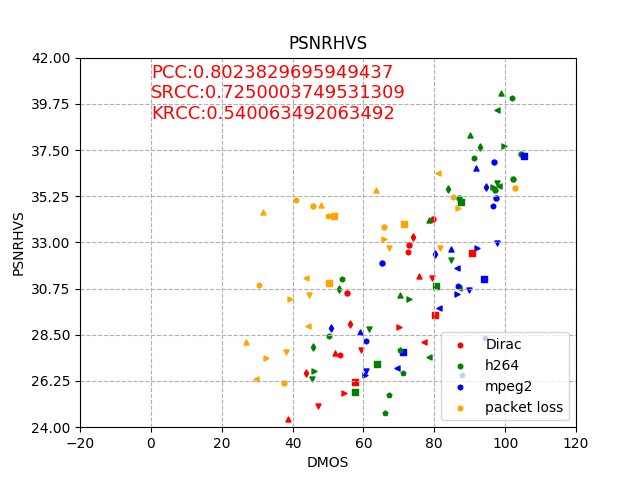 PSNRHVS
PCC:0.8023829695949437
SRCC:0.7250003749531309
KRCC:0.540063492063492
42.00
39.75
37.50
35.25
33.00
30.75
28.50
26.25
24.00
PSNRHVS
−20
0
20
40
60
80
100
120
DMOS
Dirac
h264
mpeg2
packet loss